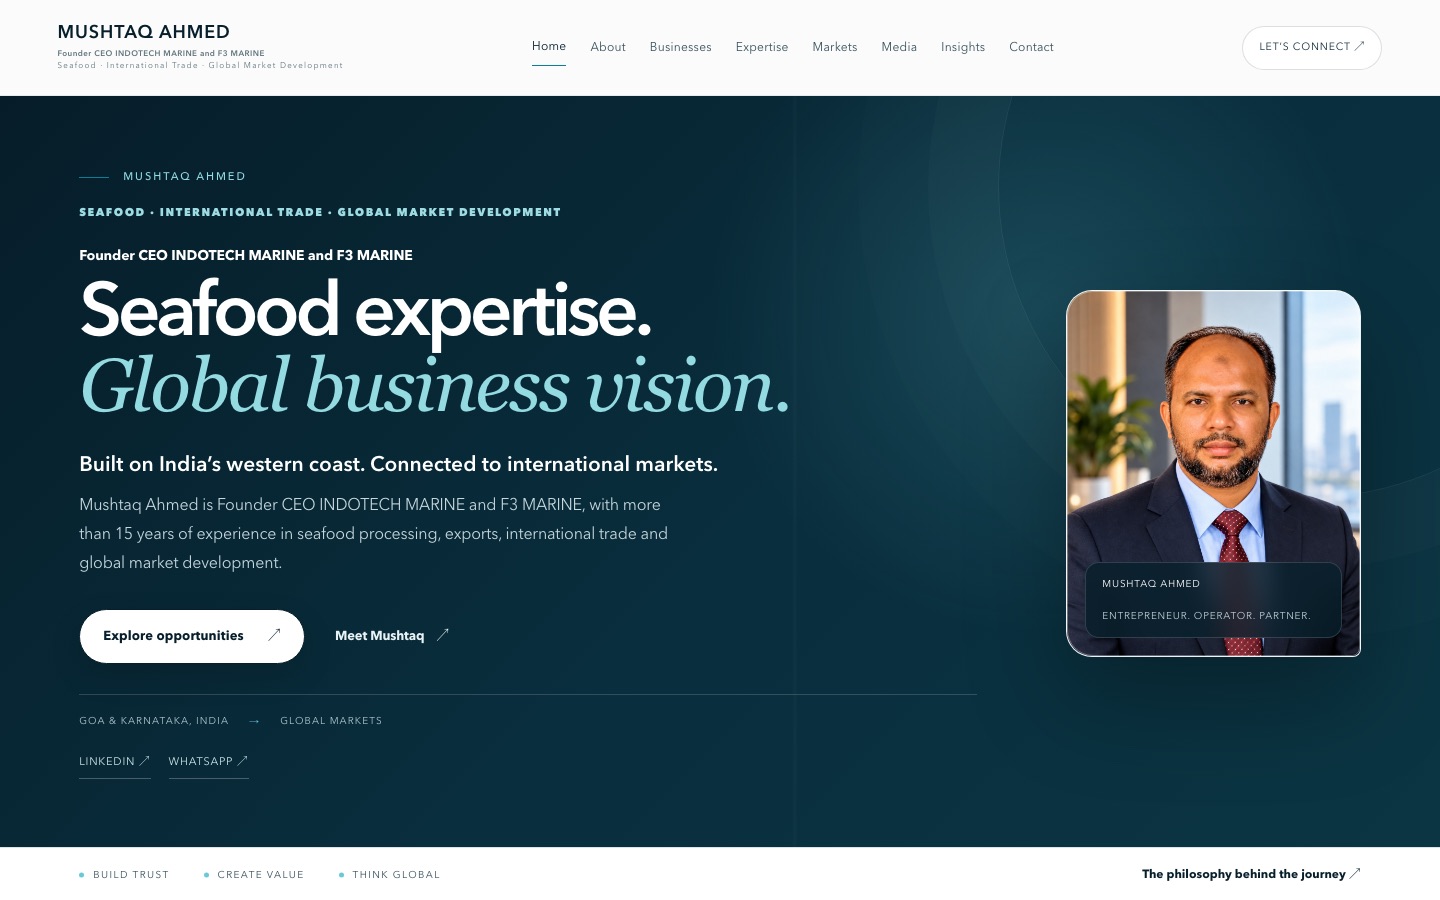 MUSHTAQ AHMED
Founder CEO INDOTECH MARINE and F3 MARINE
Seafood · International Trade · Global Market Development
Home
About
Businesses
Expertise
Markets
Media
Insights
Contact
LET'S CONNECT ↗
MUSHTAQ AHMED
SEAFOOD · INTERNATIONAL TRADE · GLOBAL MARKET DEVELOPMENT
Founder CEO INDOTECH MARINE and F3 MARINE
Seafood expertise.
Global business vision.
Built on India’s western coast. Connected to international markets.
Mushtaq Ahmed is Founder CEO INDOTECH MARINE and F3 MARINE, with more
than 15 years of experience in seafood processing, exports, international trade and
global market development.
Explore opportunities ↗
Meet Mushtaq ↗
GOA & KARNATAKA, INDIA → GLOBAL MARKETS
LINKEDIN ↗ WHATSAPP ↗
MUSHTAQ AHMED
ENTREPRENEUR. OPERATOR. PARTNER.
BUILD TRUST
CREATE VALUE
THINK GLOBAL
The philosophy behind the journey ↗